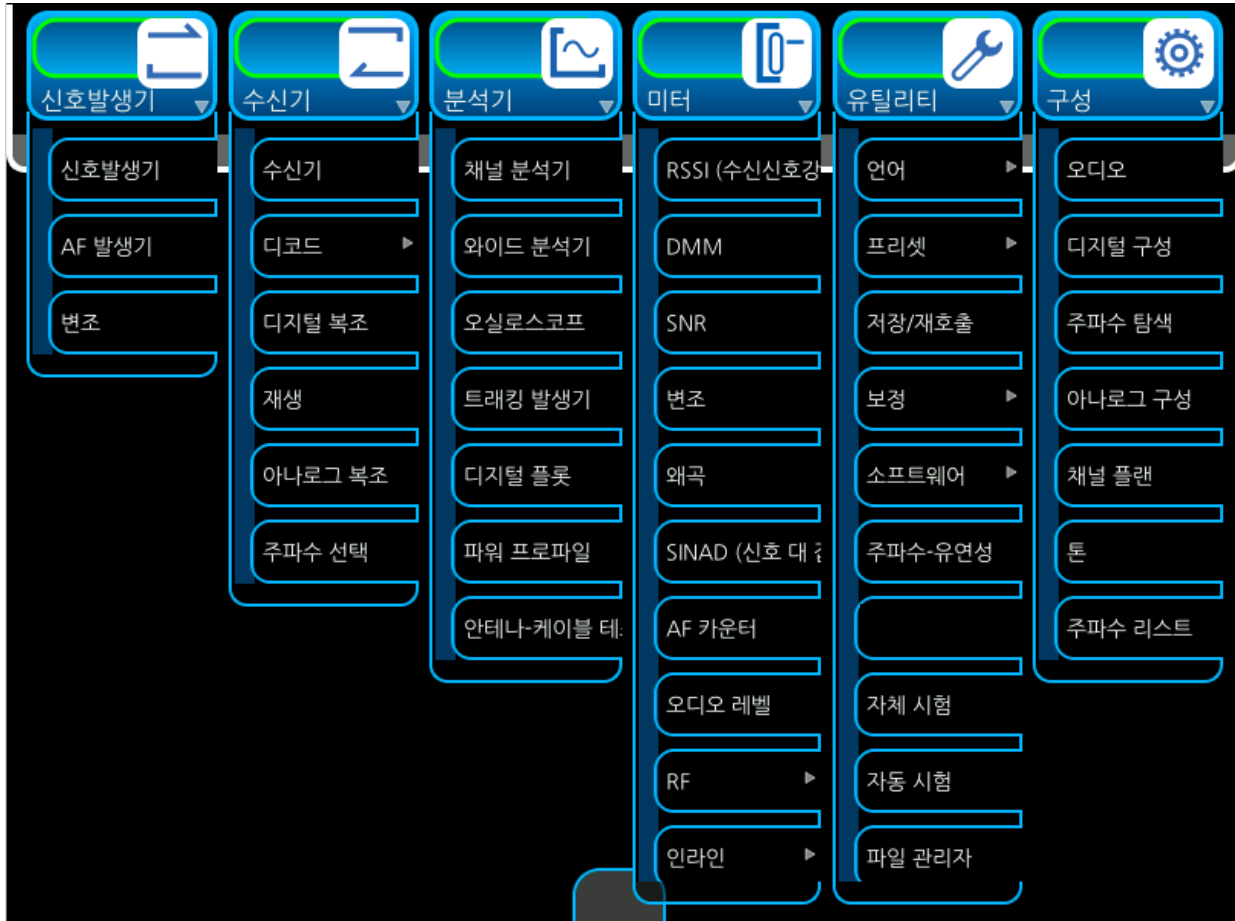 신호발생기
신호발생기
AF 발생기
변조
수신기
수신기
디코드
디지털 복조
재생
아나로그 복조
주파수 선택
분석기
채널 분석기
와이드 분석기
오실로스코프
트래킹 발생기
디지털 플롯
파워 프로파일
안테나-케이블
미터
RSSI (수신신호강
DMM
SNR
변조
왜곡
SINAD (신호 대
AF 카운터
오디오 레벨
RF
인라인
유틸리티
언어
프리셋
저장/재호출
보정
소프트웨어
주파수-유연성
자체 시험
자동 시험
파일 관리자
구성
오디오
디지털 구성
주파수 탐색
아나로그 구성
채널 플랜
톤
주파수 리스트